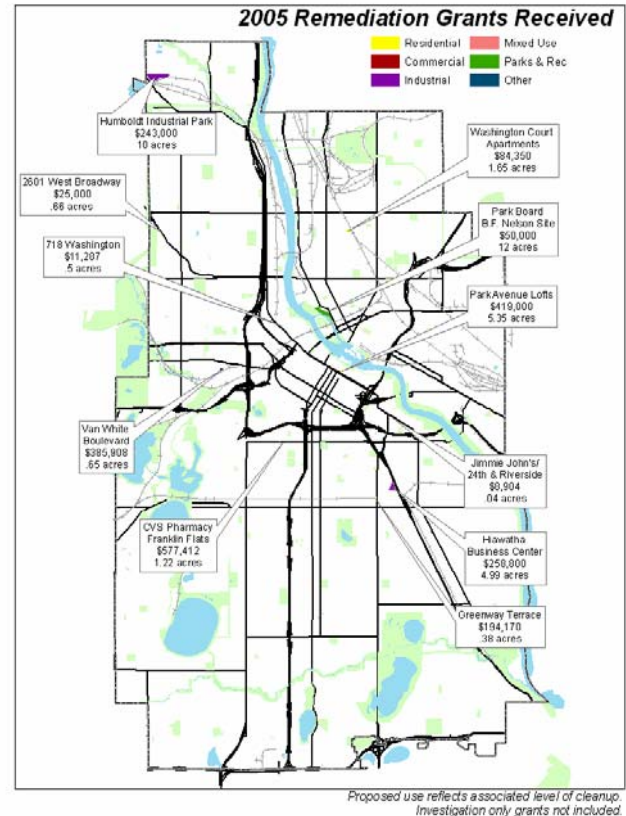 2005 Remediation Grants Received
Residential
Commercial
Industrial
Mixed Use
Parks & Rec
Other
Humboldt Industrial Park
$243,000
10 acres
2601 West Broadway
$25,000
.66 acres
718 Washington
$11,287
.5 acres
Washington Court
Apartments
$84,350
1.65 acres
Park Board
B.F. Nelson Site
$50,000
12 acres
Park Avenue Lofts
$419,000
5.35 acres
Van White
Boulevard
$385,908
.65 acres
CVS Pharmacy
Franklin Flats
$577,412
1.22 acres
Jimmie John's/
24th & Riverside
$8,904
.04 acres
Hiawatha
Business Center
$258,800
4.99 acres
Greenway Terrace
$194,170
.38 acres
Proposed use reflects associated level of cleanup.
Investigation only grants not included.